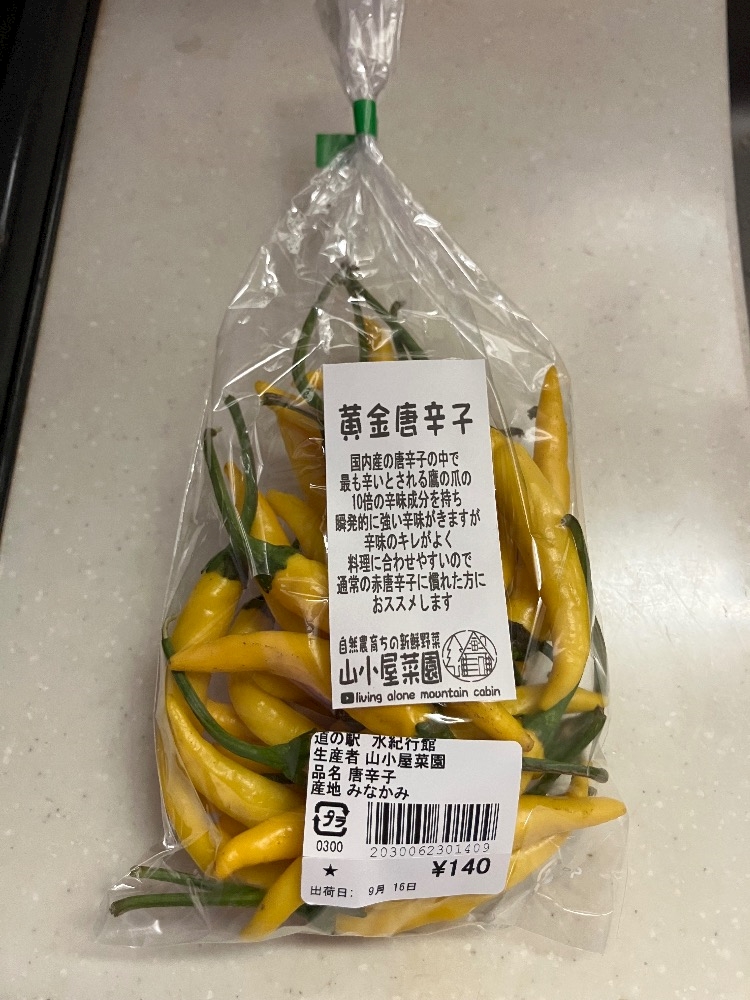 黄金唐辛子
国内産の唐辛子の中で
最も辛いとされる鷹の爪の
10倍の辛味成分を持ち
瞬発的に強い辛味がきますが
辛味のキレがよく
料理に合わせやすいので
通常の赤唐辛子に慣れた方に
おススメします
自然農育ちの新鮮野菜
山小屋菜園
living alone mountain cabin
道の駅 水紀行館
生産者 山小屋菜園
品名 唐辛子
産地 みなかみ
プラ
0300
2030062301409
★
¥140
出荷日: 9月 16日